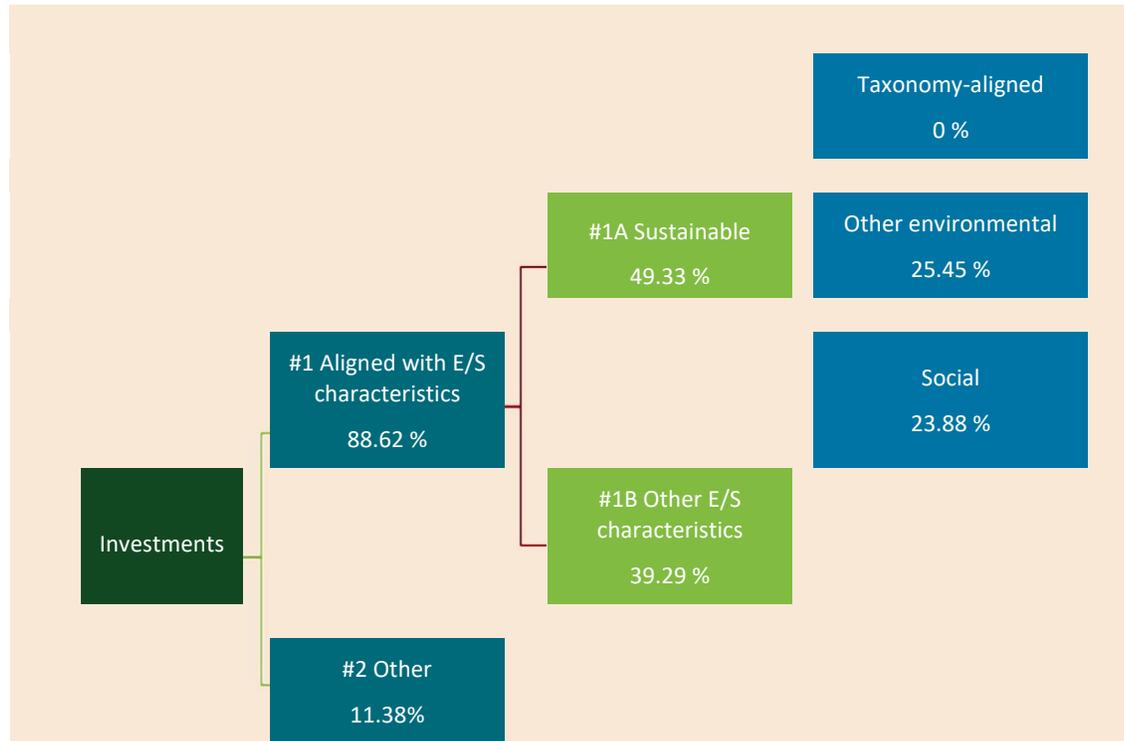 Taxonomy-aligned
0 %
#1A Sustainable
49.33 %
Other environmental
25.45 %
#1 Aligned with E/S
characteristics
88.62 %
Social
23.88 %
Investments
#1B Other E/S
characteristics
39.29 %
#2 Other
11.38%